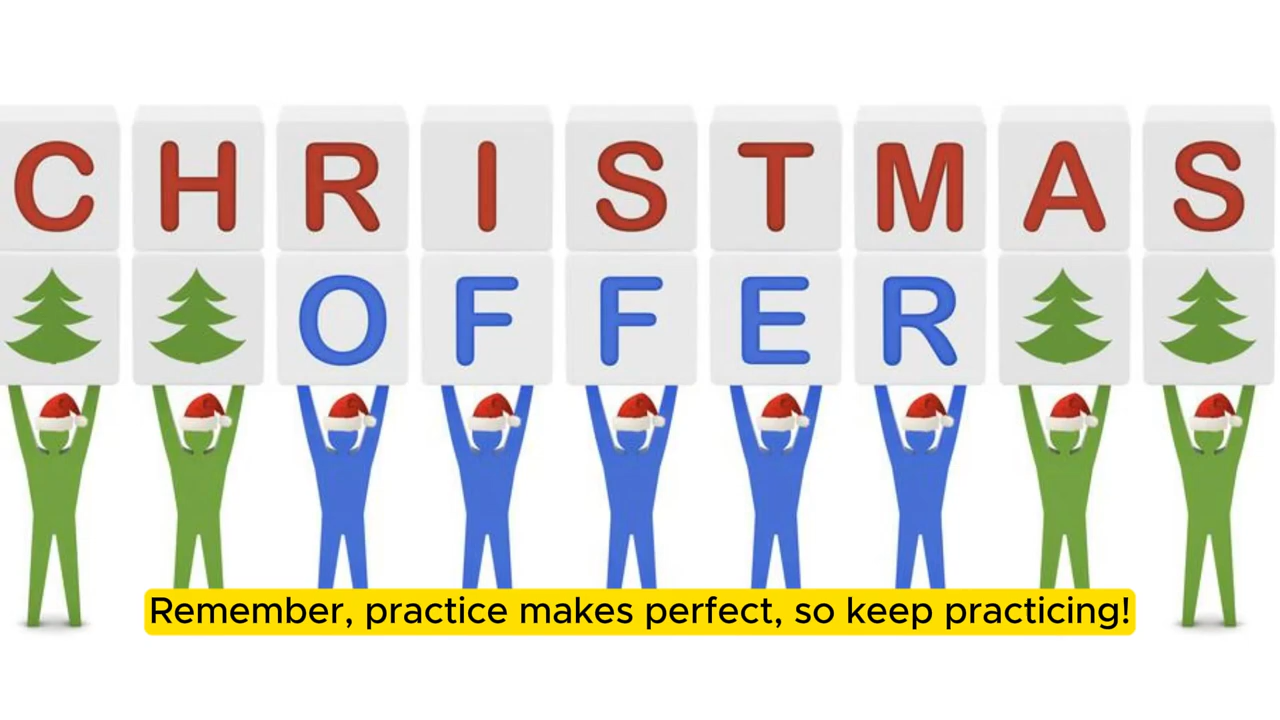 CHRISTMAS
OFFER
Remember, practice makes perfect, so keep practicing!